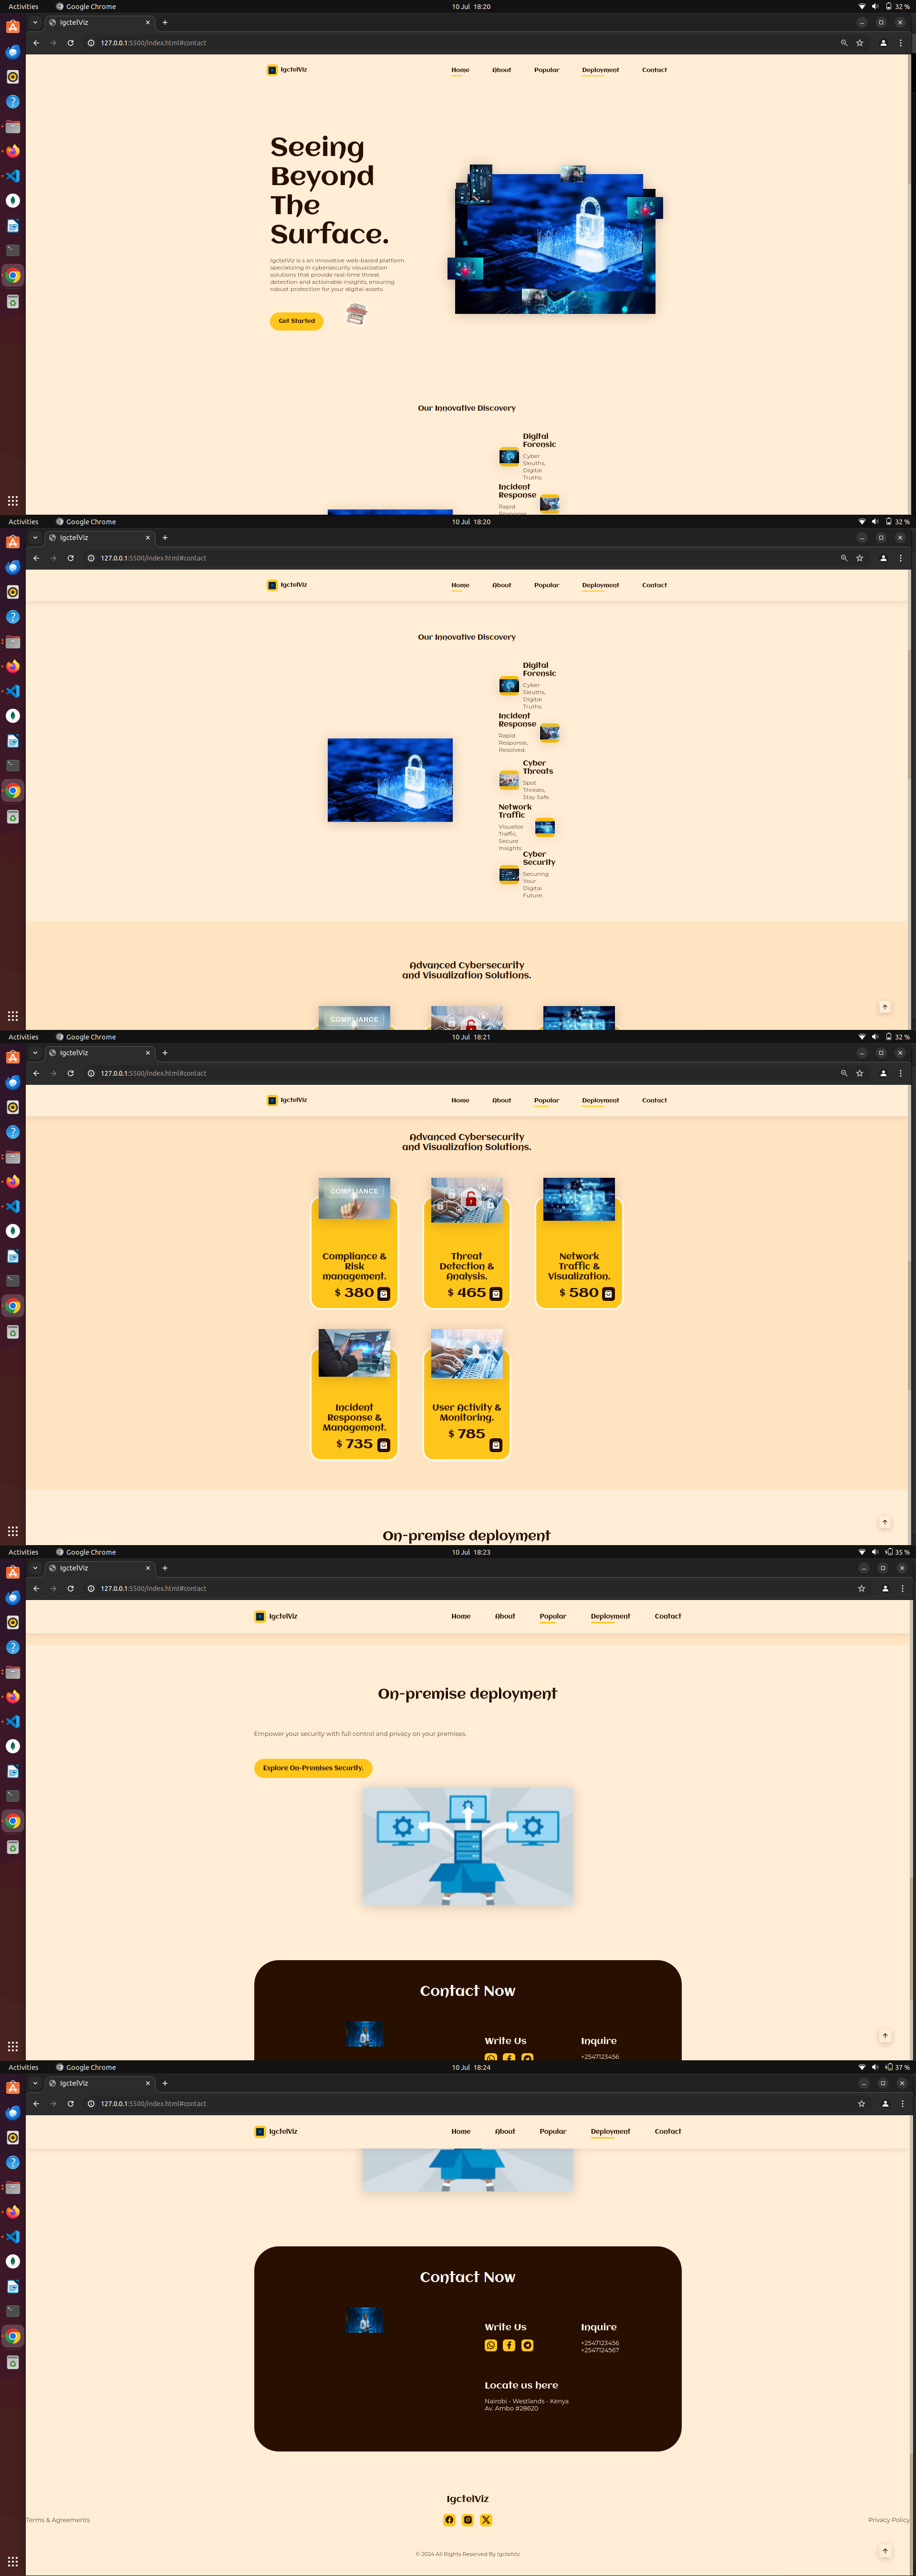 Activities Google Chrome 10 Jul 18:20 32 %
IgctelViz
127.0.0.1:5500/index.html#contact
IgctelViz Home About Popular Deployment Contact
Seeing
Beyond
The
Surface.
IgctelViz is s an innovative web-based platform
specializing in cybersecurity visualization
solutions that provide real-time threat
detection and actionable insights, ensuring
robust protection for your digital assets.
Get Started
Our Innovative Discovery
Digital
Forensic
Cyber
Sleuths,
Digital
Truths.
Incident
Response
Rapid
Response,
Activities Google Chrome 10 Jul 18:20 32 %
IgctelViz
127.0.0.1:5500/index.html#contact
IgctelViz Home About Popular Deployment Contact
Our Innovative Discovery
Digital
Forensic
Cyber
Sleuths,
Digital
Truths.
Incident
Response
Rapid
Response,
Resolved.
Cyber
Threats
Spot
Threats,
Stay Safe.
Network
Traffic
Visualize
Traffic,
Secure
Insights.
Cyber
Security
Securing
Your
Digital
Future.
Advanced Cybersecurity
and Visualization Solutions.
COMPLIANCE
Activities Google Chrome 10 Jul 18:21 32 %
IgctelViz
127.0.0.1:5500/index.html#contact
IgctelViz Home About Popular Deployment Contact
Advanced Cybersecurity
and Visualization Solutions.
COMPLIANCE
Compliance &
Risk
management.
$ 380
Threat
Detection &
Analysis.
$ 465
Network
Traffic &
Visualization.
$ 580
Incident
Response &
Management.
$ 735
User Activity &
Monitoring.
$ 785
On-premise deployment
Activities Google Chrome 10 Jul 18:23 35 %
IgctelViz
127.0.0.1:5500/index.html#contact
IgctelViz Home About Popular Deployment Contact
On-premise deployment
Empower your security with full control and privacy on your premises.
Explore On-Premises Security.
Contact Now
Write Us
Inquire
+2547123456
Activities Google Chrome 10 Jul 18:24 37 %
IgctelViz
127.0.0.1:5500/index.html#contact
IgctelViz Home About Popular Deployment Contact
Contact Now
Write Us
Inquire
+2547123456
+2547124567
Locate us here
Nairobi - Westlands - Kenya
Av. Ambo #28620
IgctelViz
Terms & Agreements
Privacy Policy
© 2024 All Rights Reserved By IgctelViz